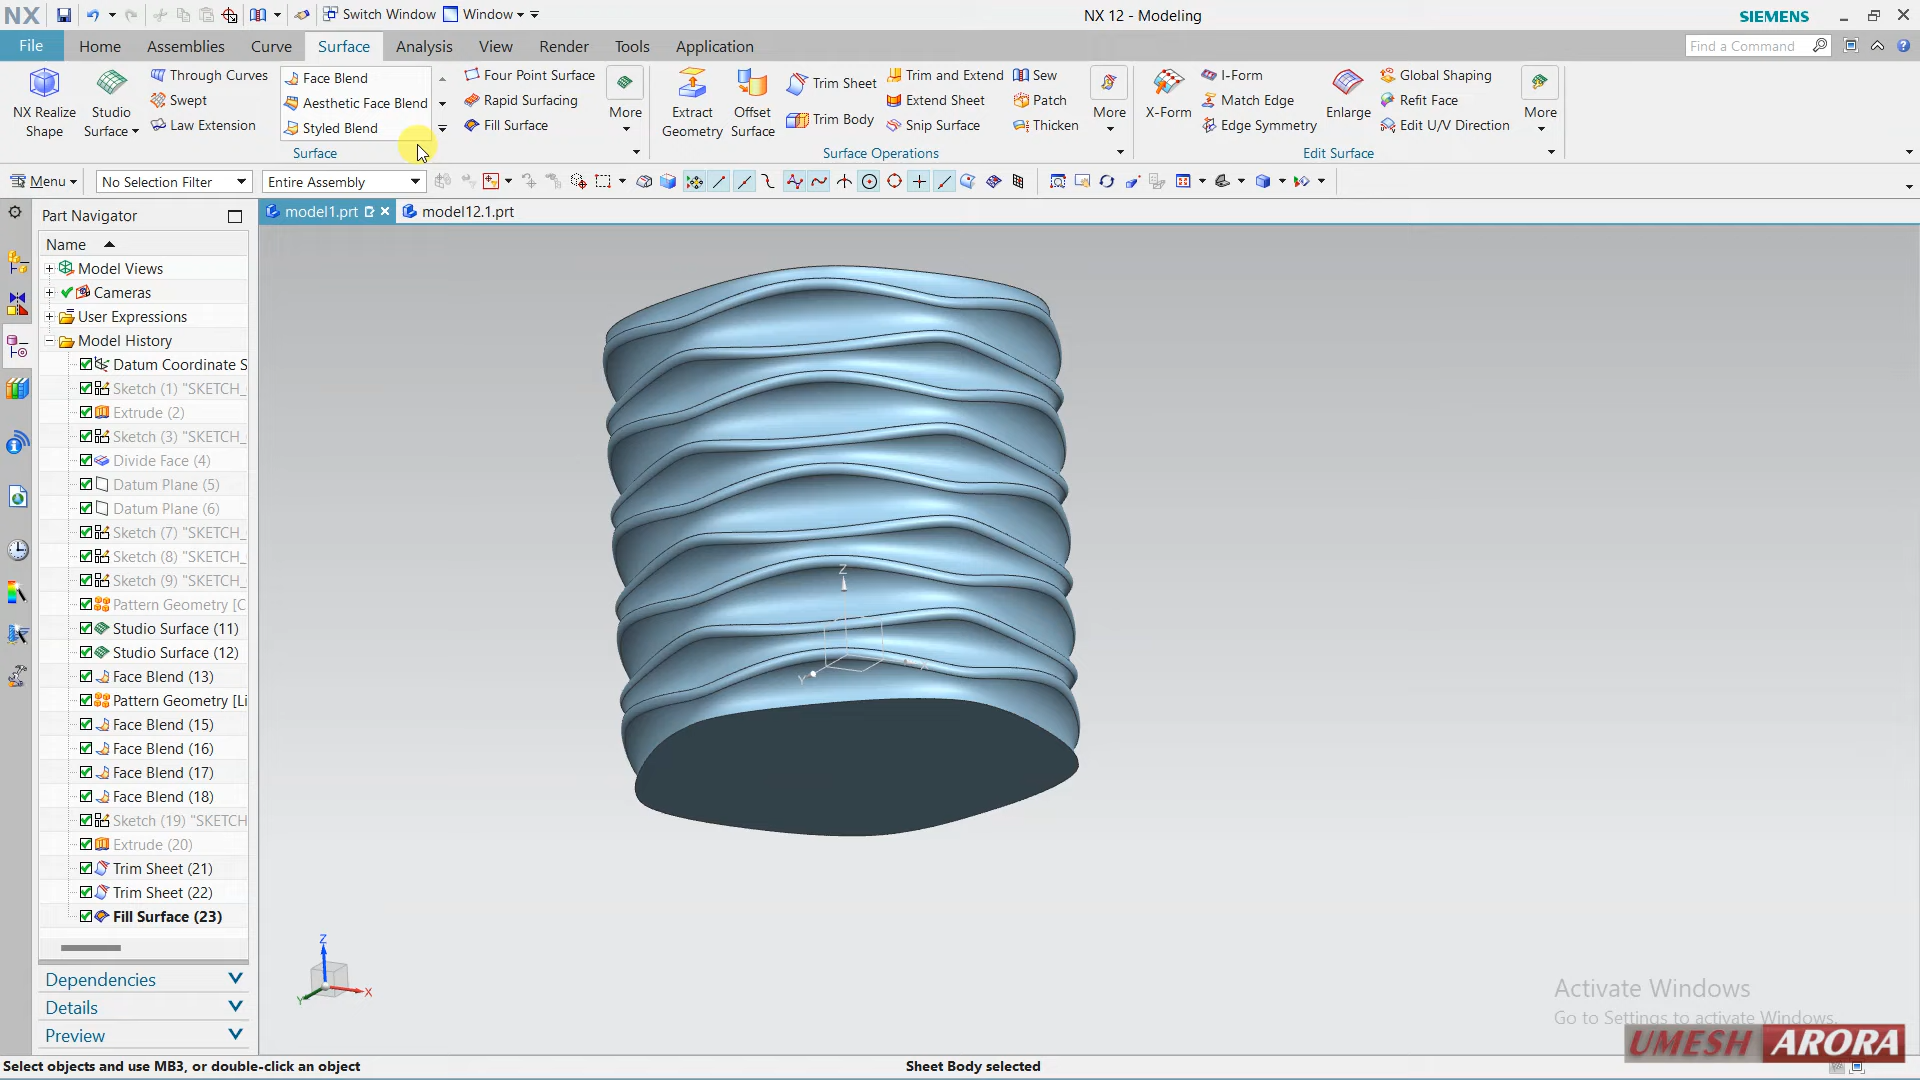 NX Switch Window Window NX 12 - Modeling SIEMENS
File Home Assemblies Curve Surface Analysis View Render Tools Application Find a Command
NX Realize Shape
Studio Surface
Through Curves
Swept
Law Extension
Face Blend
Aesthetic Face Blend
Styled Blend
Four Point Surface
Rapid Surfacing
Fill Surface
More
Surface
Extract Geometry
Offset Surface
Trim Sheet
Trim Body
Trim and Extend
Extend Sheet
Snip Surface
Sew
Patch
Thicken
More
Surface Operations
X-Form
I-Form
Match Edge
Edge Symmetry
Enlarge
Global Shaping
Refit Face
Edit U/V Direction
More
Edit Surface
Menu No Selection Filter Entire Assembly
Part Navigator
model1.prt model12.1.prt
Name
Model Views
Cameras
User Expressions
Model History
Datum Coordinate S
Sketch (1) "SKETCH_
Extrude (2)
Sketch (3) "SKETCH_
Divide Face (4)
Datum Plane (5)
Datum Plane (6)
Sketch (7) "SKETCH_
Sketch (8) "SKETCH_
Sketch (9) "SKETCH_
Pattern Geometry [C
Studio Surface (11)
Studio Surface (12)
Face Blend (13)
Pattern Geometry [Li
Face Blend (15)
Face Blend (16)
Face Blend (17)
Face Blend (18)
Sketch (19) "SKETCH
Extrude (20)
Trim Sheet (21)
Trim Sheet (22)
Fill Surface (23)
Dependencies
Details
Preview
Z
Y
X
Z
Y
X
Activate Windows
Go to Settings to activate Windows.
UMESH ARORA
Select objects and use MB3, or double-click an object Sheet Body selected